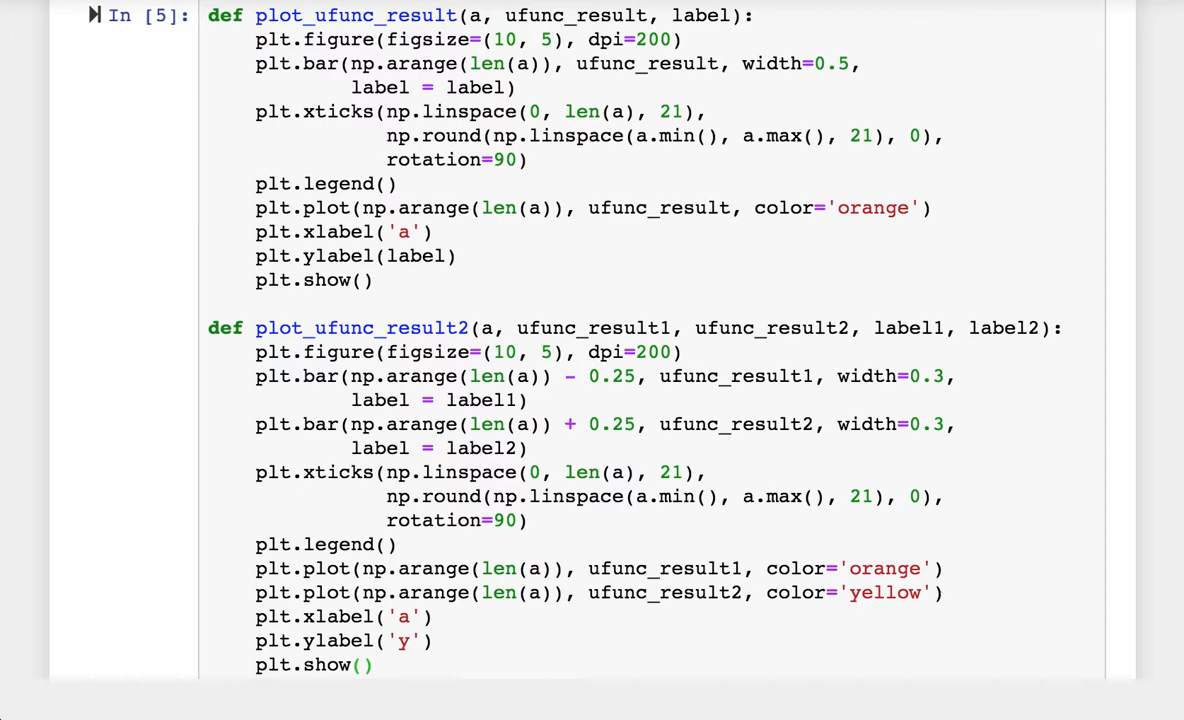 In [5]: def plot_ufunc_result(a, ufunc_result, label):
    plt.figure(figsize=(10, 5), dpi=200)
    plt.bar(np.arange(len(a)), ufunc_result, width=0.5,
            label = label)
    plt.xticks(np.linspace(0, len(a), 21),
               np.round(np.linspace(a.min(), a.max(), 21), 0),
               rotation=90)
    plt.legend()
    plt.plot(np.arange(len(a)), ufunc_result, color='orange')
    plt.xlabel('a')
    plt.ylabel(label)
    plt.show()

def plot_ufunc_result2(a, ufunc_result1, ufunc_result2, label1, label2):
    plt.figure(figsize=(10, 5), dpi=200)
    plt.bar(np.arange(len(a)) - 0.25, ufunc_result1, width=0.3,
            label = label1)
    plt.bar(np.arange(len(a)) + 0.25, ufunc_result2, width=0.3,
            label = label2)
    plt.xticks(np.linspace(0, len(a), 21),
               np.round(np.linspace(a.min(), a.max(), 21), 0),
               rotation=90)
    plt.legend()
    plt.plot(np.arange(len(a)), ufunc_result1, color='orange')
    plt.plot(np.arange(len(a)), ufunc_result2, color='yellow')
    plt.xlabel('a')
    plt.ylabel('y')
    plt.show()